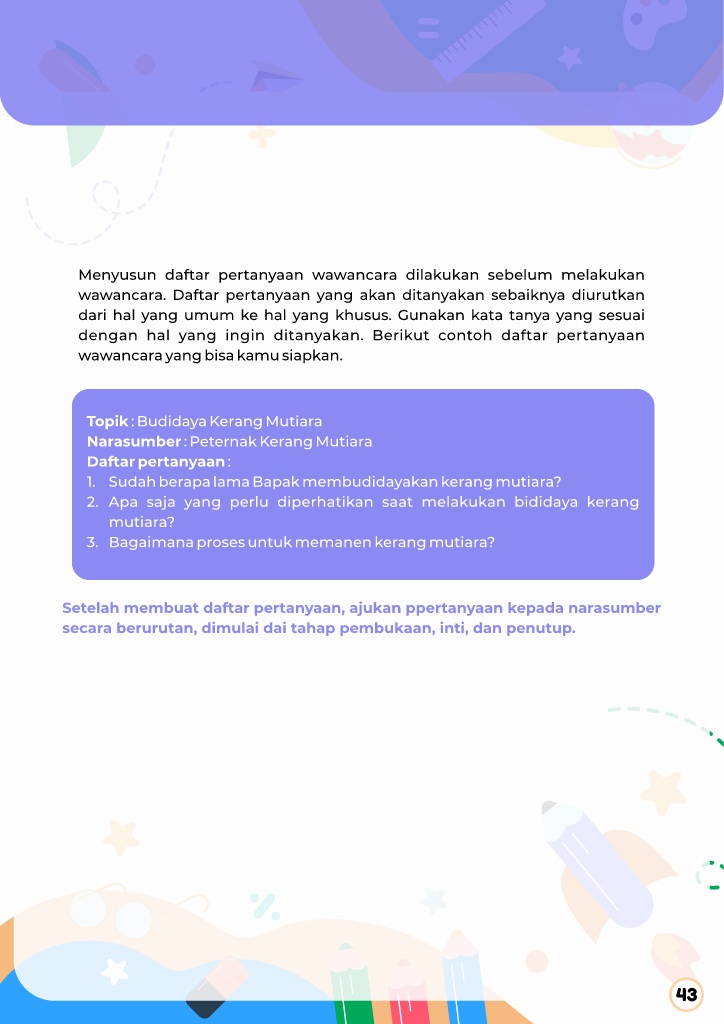 Menyusun daftar pertanyaan wawancara dilakukan sebelum melakukan
wawancara. Daftar pertanyaan yang akan ditanyakan sebaiknya diurutkan
dari hal yang umum ke hal yang khusus. Gunakan kata tanya yang sesuai
dengan hal yang ingin ditanyakan. Berikut contoh daftar pertanyaan
wawancara yang bisa kamu siapkan.
Topik : Budidaya Kerang Mutiara
Narasumber : Peternak Kerang Mutiara
Daftar pertanyaan :
1. Sudah berapa lama Bapak membudidayakan kerang mutiara?
2. Apa saja yang perlu diperhatikan saat melakukan bididaya kerang
mutiara?
3. Bagaimana proses untuk memanen kerang mutiara?
Setelah membuat daftar pertanyaan, ajukan ppertanyaan kepada narasumber
secara berurutan, dimulai dai tahap pembukaan, inti, dan penutup.
43